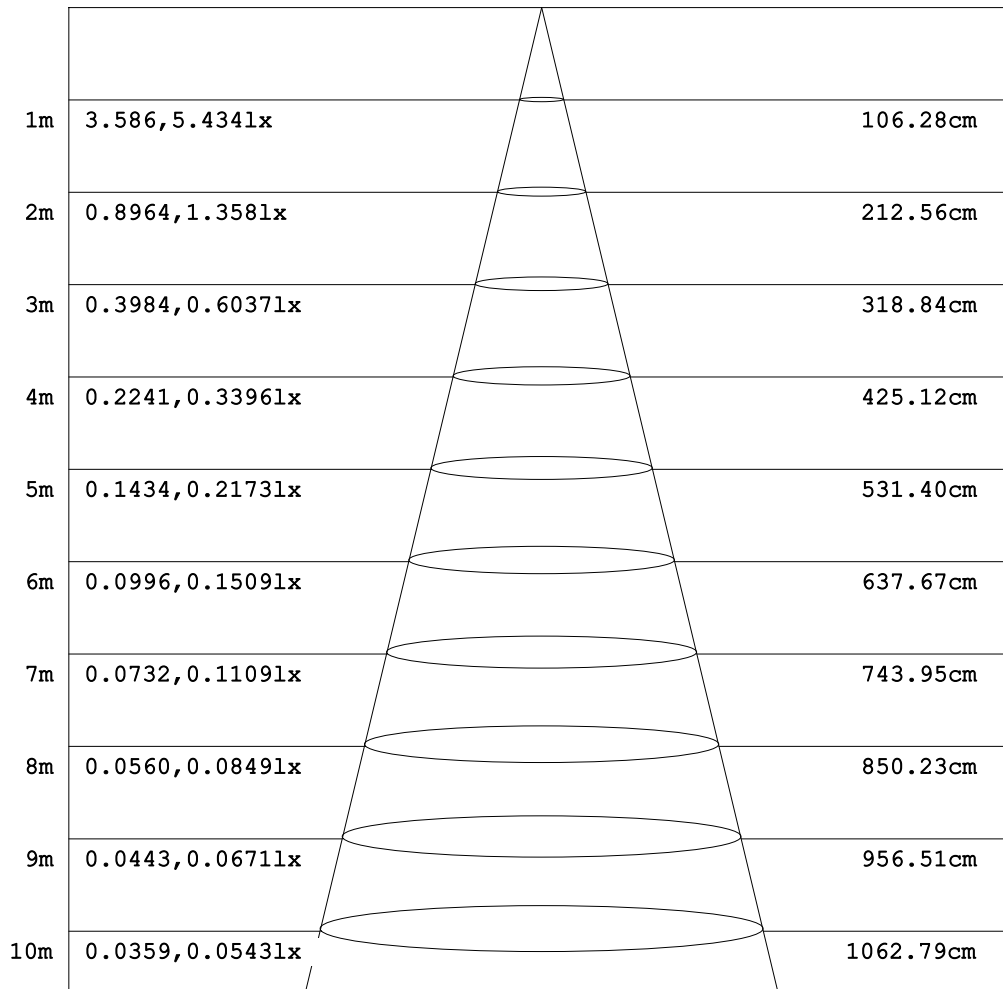 1m 3.586,5.434lx 106.28cm
2m 0.8964,1.358lx 212.56cm
3m 0.3984,0.6037lx 318.84cm
4m 0.2241,0.3396lx 425.12cm
5m 0.1434,0.2173lx 531.40cm
6m 0.0996,0.1509lx 637.67cm
7m 0.0732,0.1109lx 743.95cm
8m 0.0560,0.0849lx 850.23cm
9m 0.0443,0.0671lx 956.51cm
10m 0.0359,0.0543lx 1062.79cm